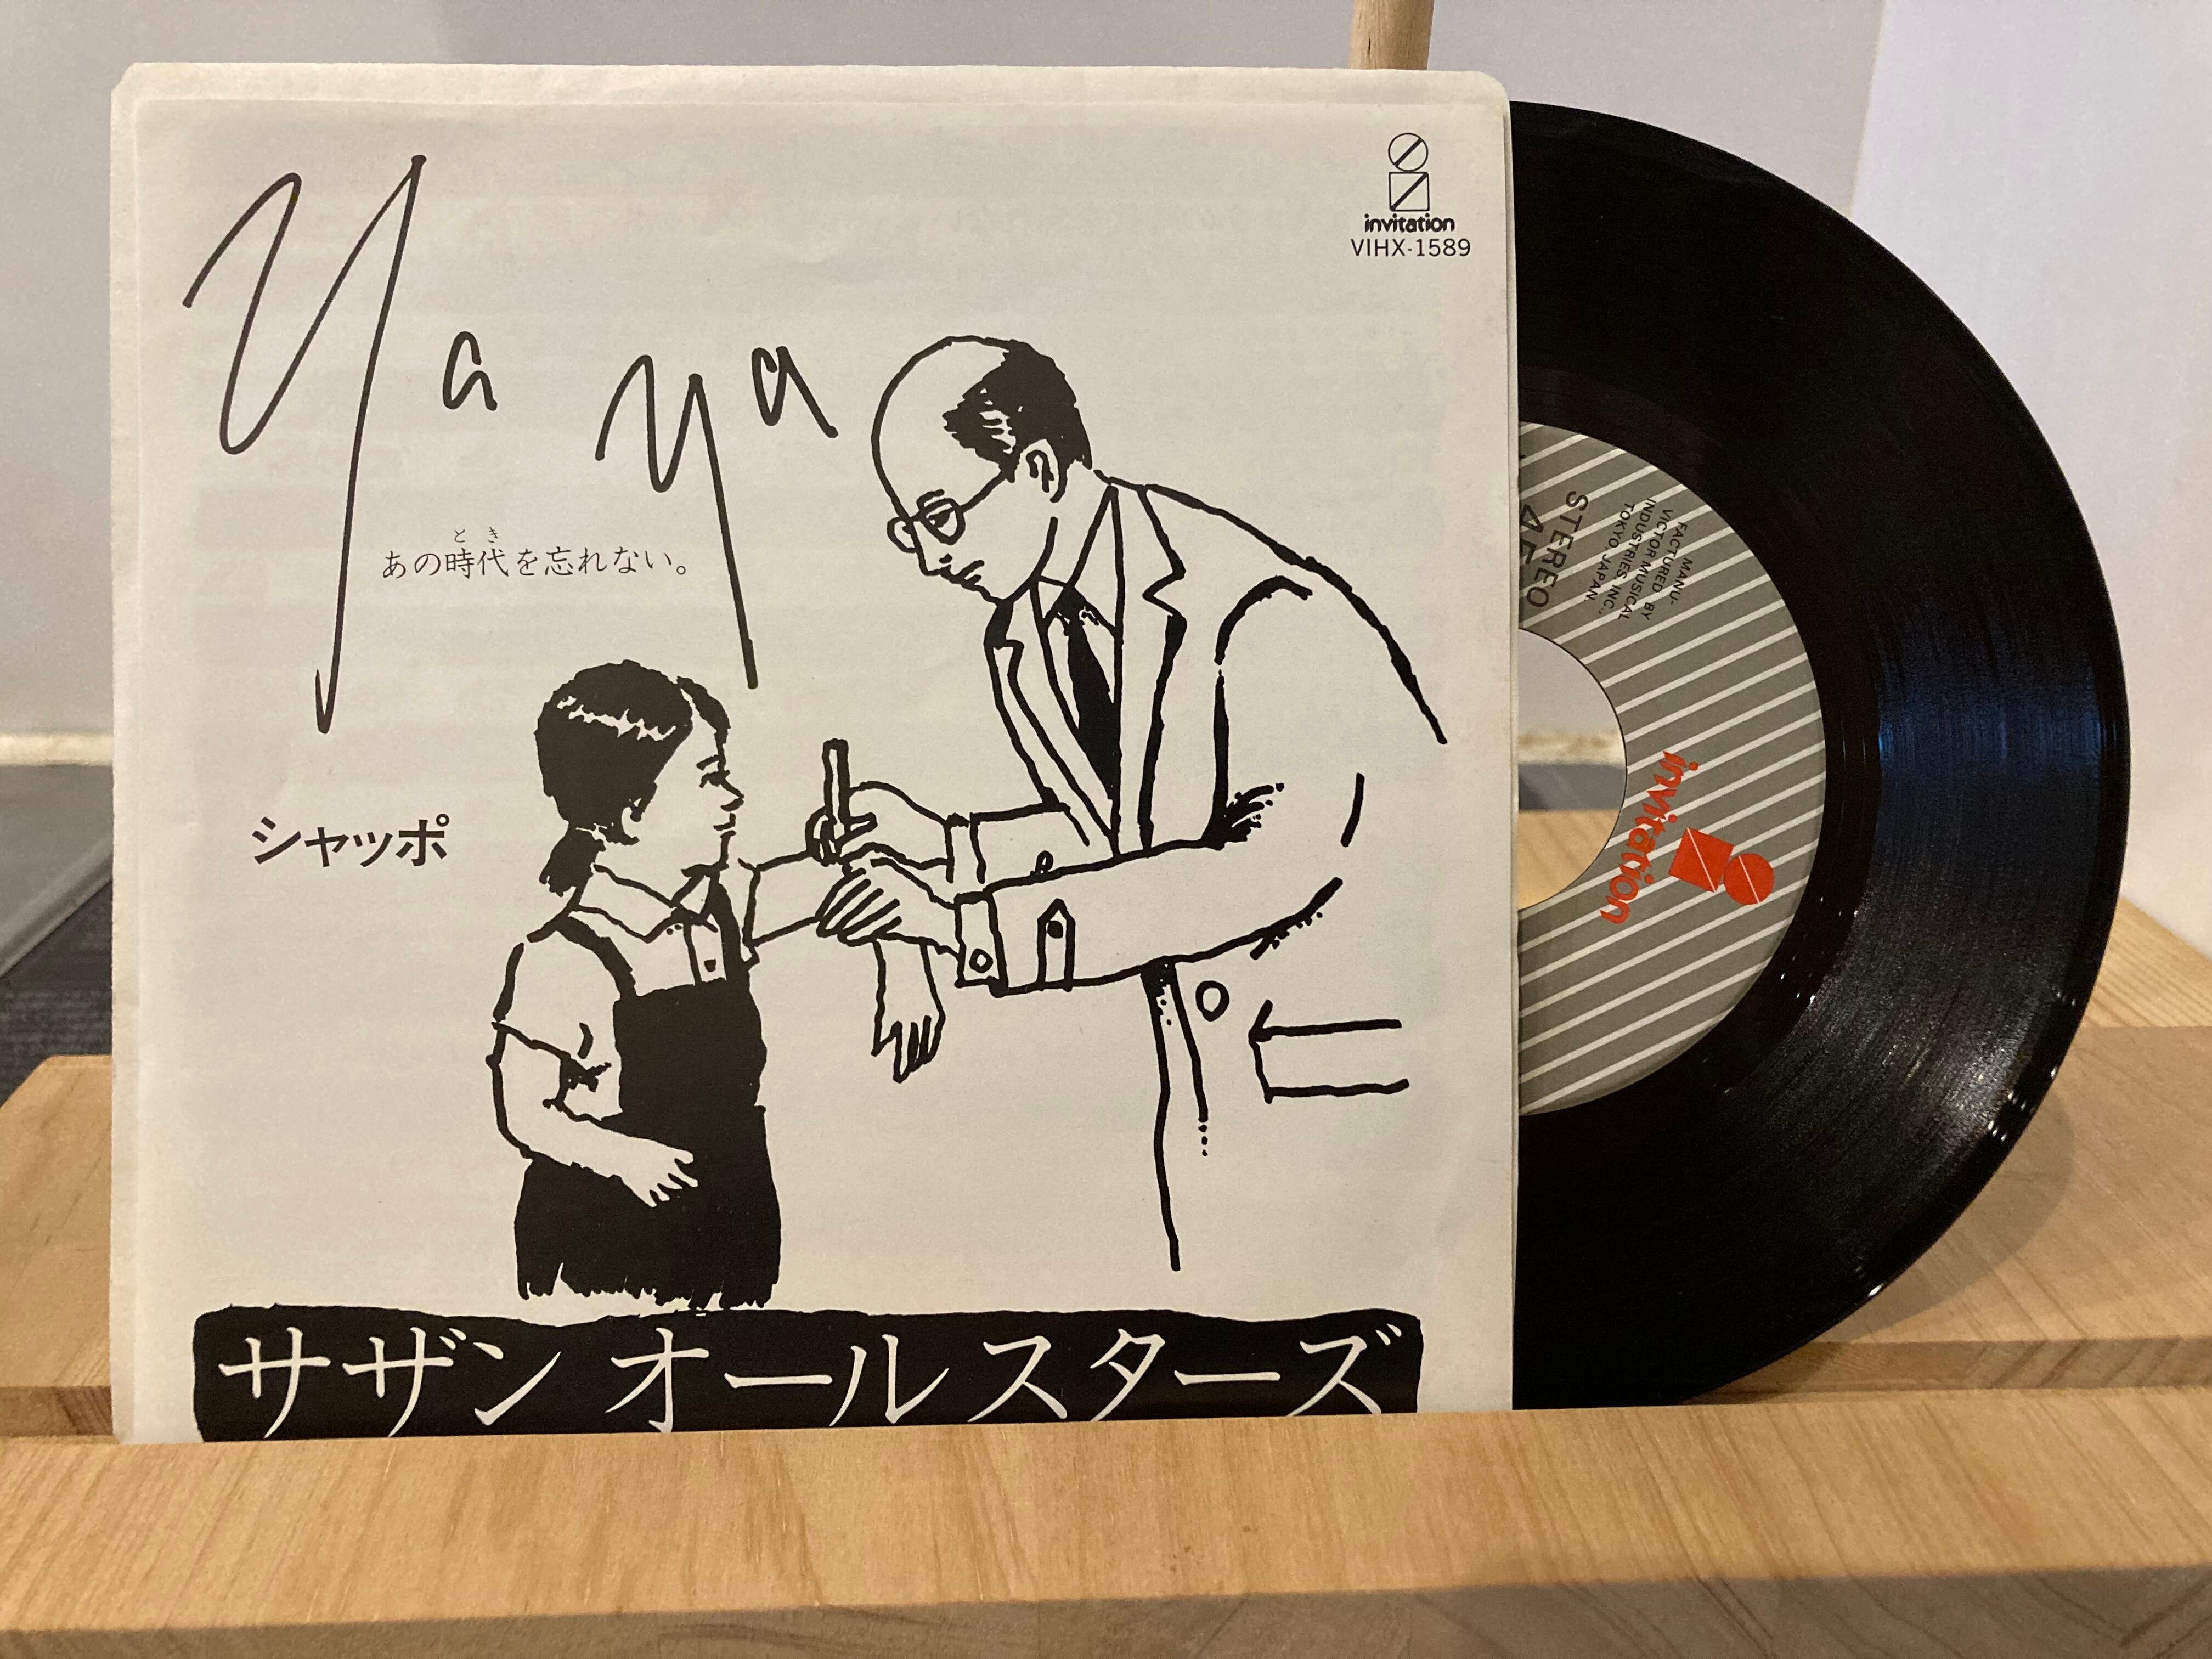 Ya Ya
invitation
VIHX-1589
とき
あの時代を忘れない。
シャッポ
サザンオールスターズ
STEREO
45
MANU-
FACTURED BY
VICTOR MUSICAL
INDUSTRIES, INC.,
TOKYO, JAPAN
invitation